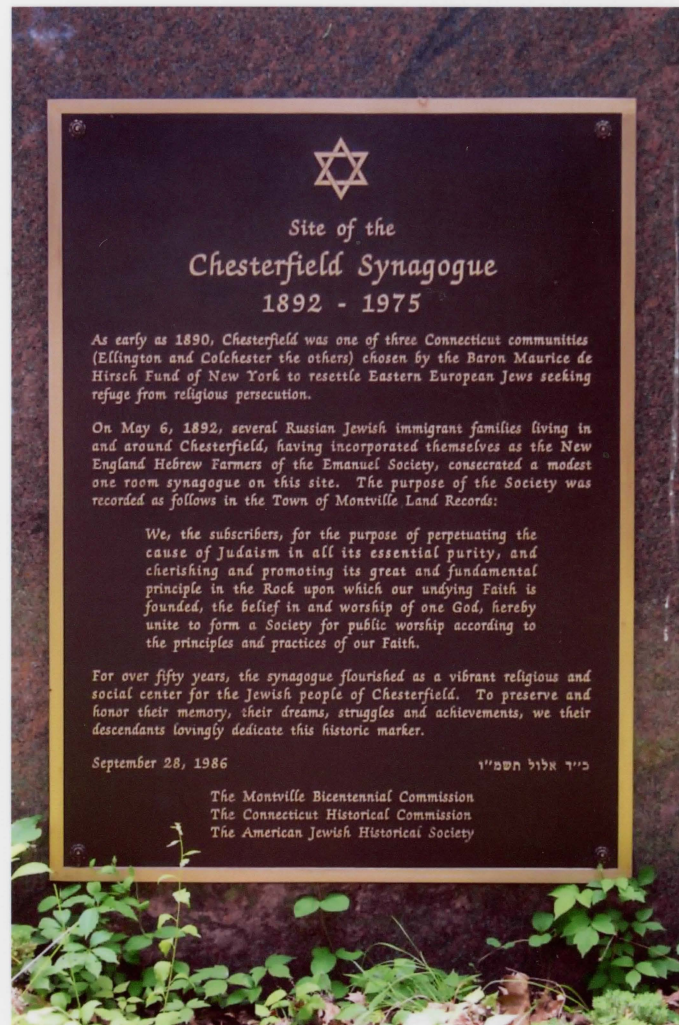 Site of the
Chesterfield Synagogue
1892 - 1975
As early as 1890, Chesterfield was one of three Connecticut communities
(Ellington and Colchester the others) chosen by the Baron Maurice de
Hirsch Fund of New York to resettle Eastern European Jews seeking
refuge from religious persecution.
On May 6, 1892, several Russian Jewish immigrant families living in
and around Chesterfield, having incorporated themselves as the New
England Hebrew Farmers of the Emanuel Society, consecrated a modest
one room synagogue on this site. The purpose of the Society was
recorded as follows in the Town of Montville Land Records:
We, the subscribers, for the purpose of perpetuating the
cause of Judaism in all its essential purity, and
cherishing and promoting its great and fundamental
principle in the Rock upon which our undying Faith is
founded, the belief in and worship of one God, hereby
unite to form a Society for public worship according to
the principles and practices of our Faith.
For over fifty years, the synagogue flourished as a vibrant religious and
social center for the Jewish people of Chesterfield. To preserve and
honor their memory, their dreams, struggles and achievements, we their
descendants lovingly dedicate this historic marker.
September 28, 1986 כ״ד אלול תשמ״ו
The Montville Bicentennial Commission
The Connecticut Historical Commission
The American Jewish Historical Society